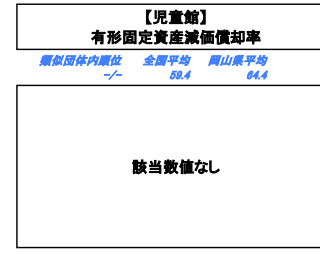 【児童館】
有形固定資産減価償却率
類似団体内順位 全国平均 岡山県平均
-/- 59.4 64.4
該当数値なし